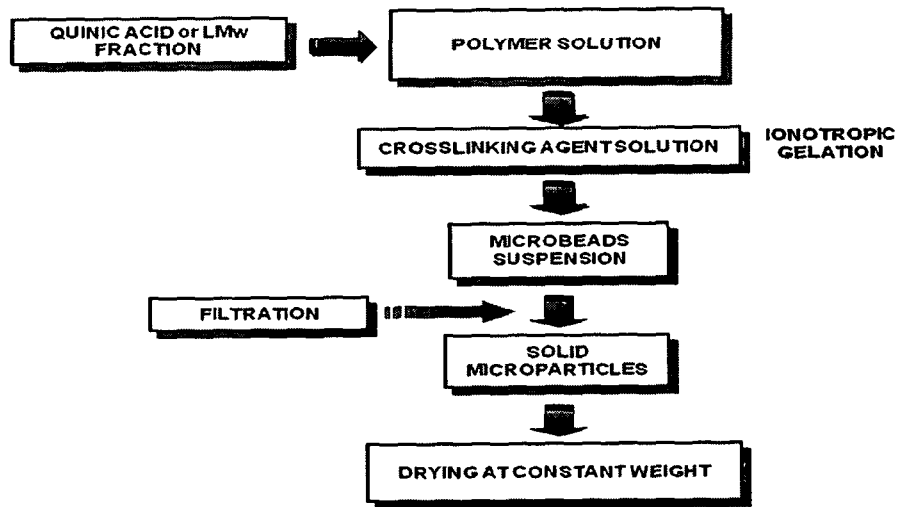 QUINIC ACID or LMw
FRACTION
POLYMER SOLUTION
CROSSLINKING AGENT SOLUTION
IONOTROPIC
GELATION
MICROBEADS
SUSPENSION
FILTRATION
SOLID
MICROPARTICLES
DRYING AT CONSTANT WEIGHT